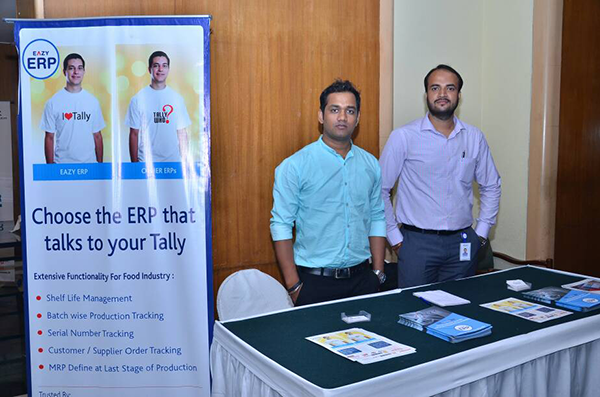 EAZY
ERP
I ❤ Tally
TALLY
WHO?
EAZY ERP
OTHER ERPs
Choose the ERP that
talks to your Tally
Extensive Functionality For Food Industry :
Shelf Life Management
Batch wise Production Tracking
Serial Number Tracking
Customer / Supplier Order Tracking
MRP Define at Last Stage of Production
Trusted By: